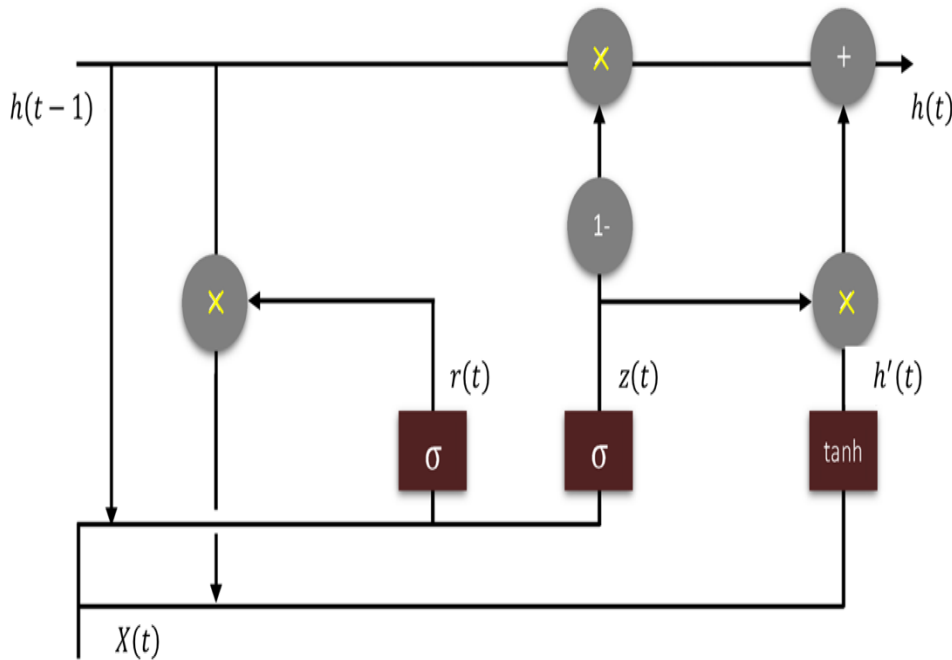 × +
h(t − 1) h(t)
1-
× ×
r(t) z(t) h′(t)
σ σ tanh
X(t)